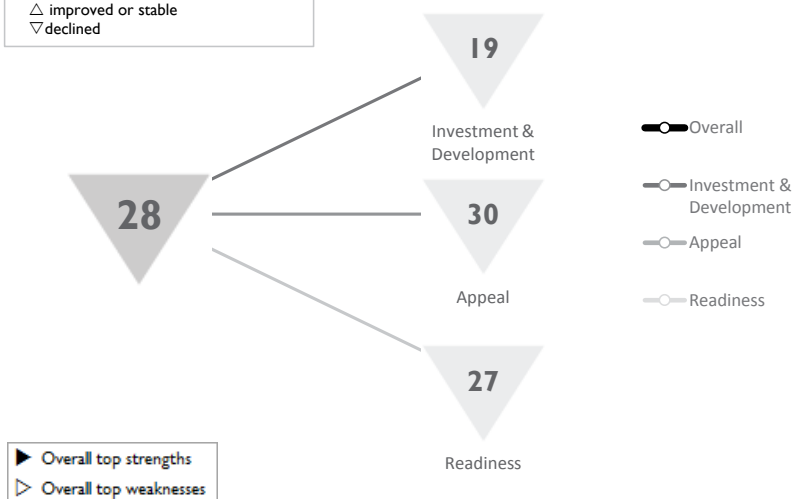 △ improved or stable
▽ declined
19
Investment &
Development
28
30
Appeal
27
Readiness
Overall
Investment &
Development
Appeal
Readiness
▶ Overall top strengths
▷ Overall top weaknesses